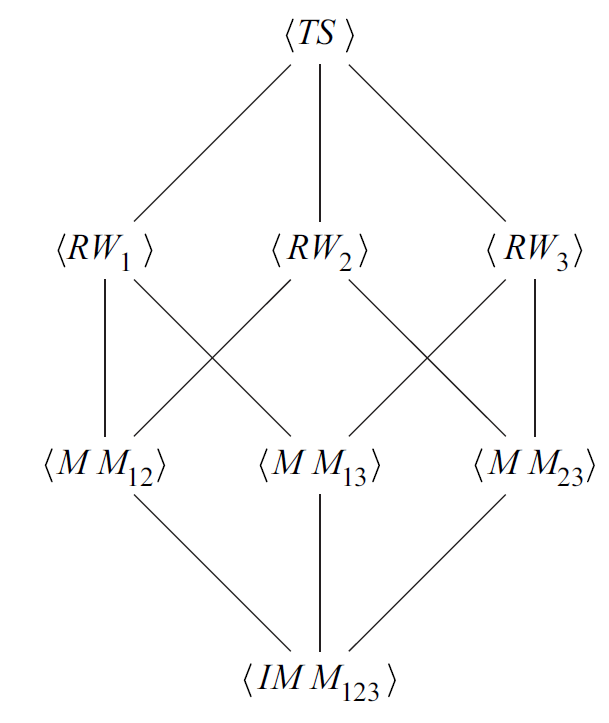 ⟨TS⟩
⟨RW₁⟩ ⟨RW₂⟩ ⟨RW₃⟩
⟨M M₁₂⟩ ⟨M M₁₃⟩ ⟨M M₂₃⟩
⟨IM M₁₂₃⟩